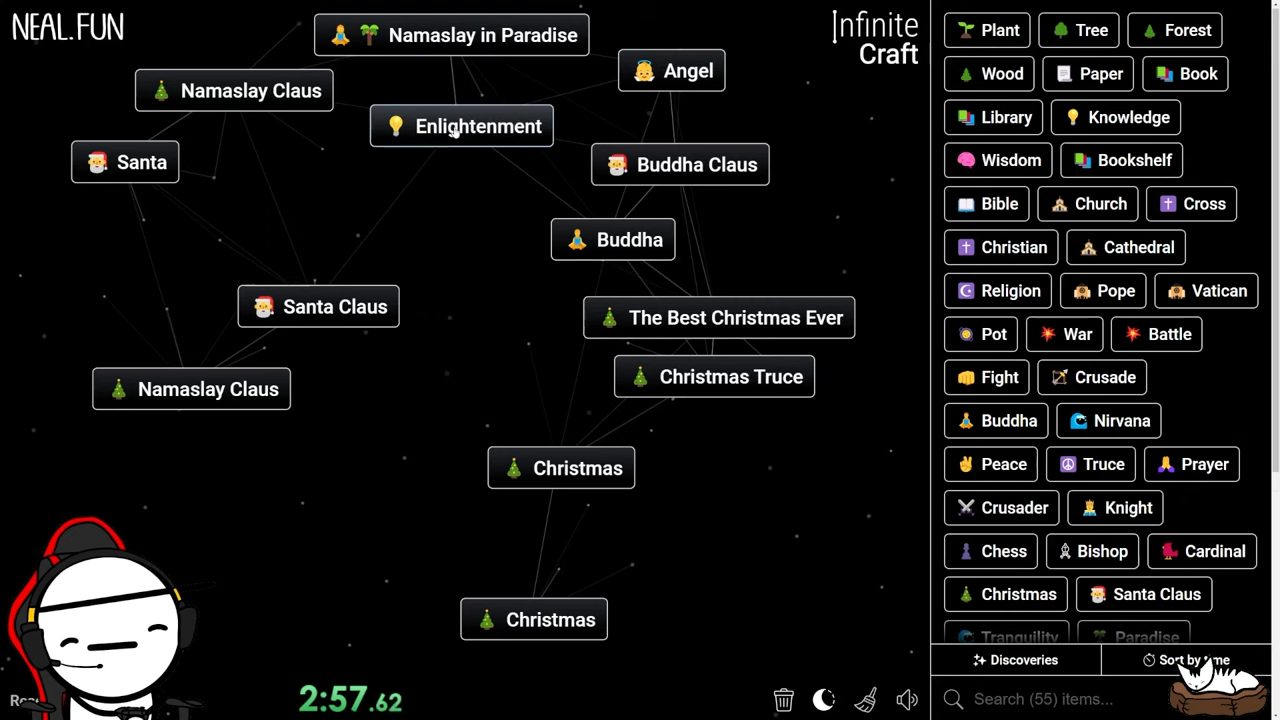 NEAL.FUN
Infinite
Craft
🧘 🌴 Namaslay in Paradise
👼 Angel
🎄 Namaslay Claus
💡 Enlightenment
🎅 Santa
🎅 Buddha Claus
🧘 Buddha
🎅 Santa Claus
🎄 The Best Christmas Ever
🎄 Christmas Truce
🎄 Namaslay Claus
🎄 Christmas
🎄 Christmas
2:57.62
Plant Tree Forest
Wood Paper Book
Library Knowledge
Wisdom Bookshelf
Bible Church Cross
Christian Cathedral
Religion Pope Vatican
Pot War Battle
Fight Crusade
Buddha Nirvana
Peace Truce Prayer
Crusader Knight
Chess Bishop Cardinal
Christmas Santa Claus
Tranquility Paradise
Discoveries Sort by time
Search (55) items...